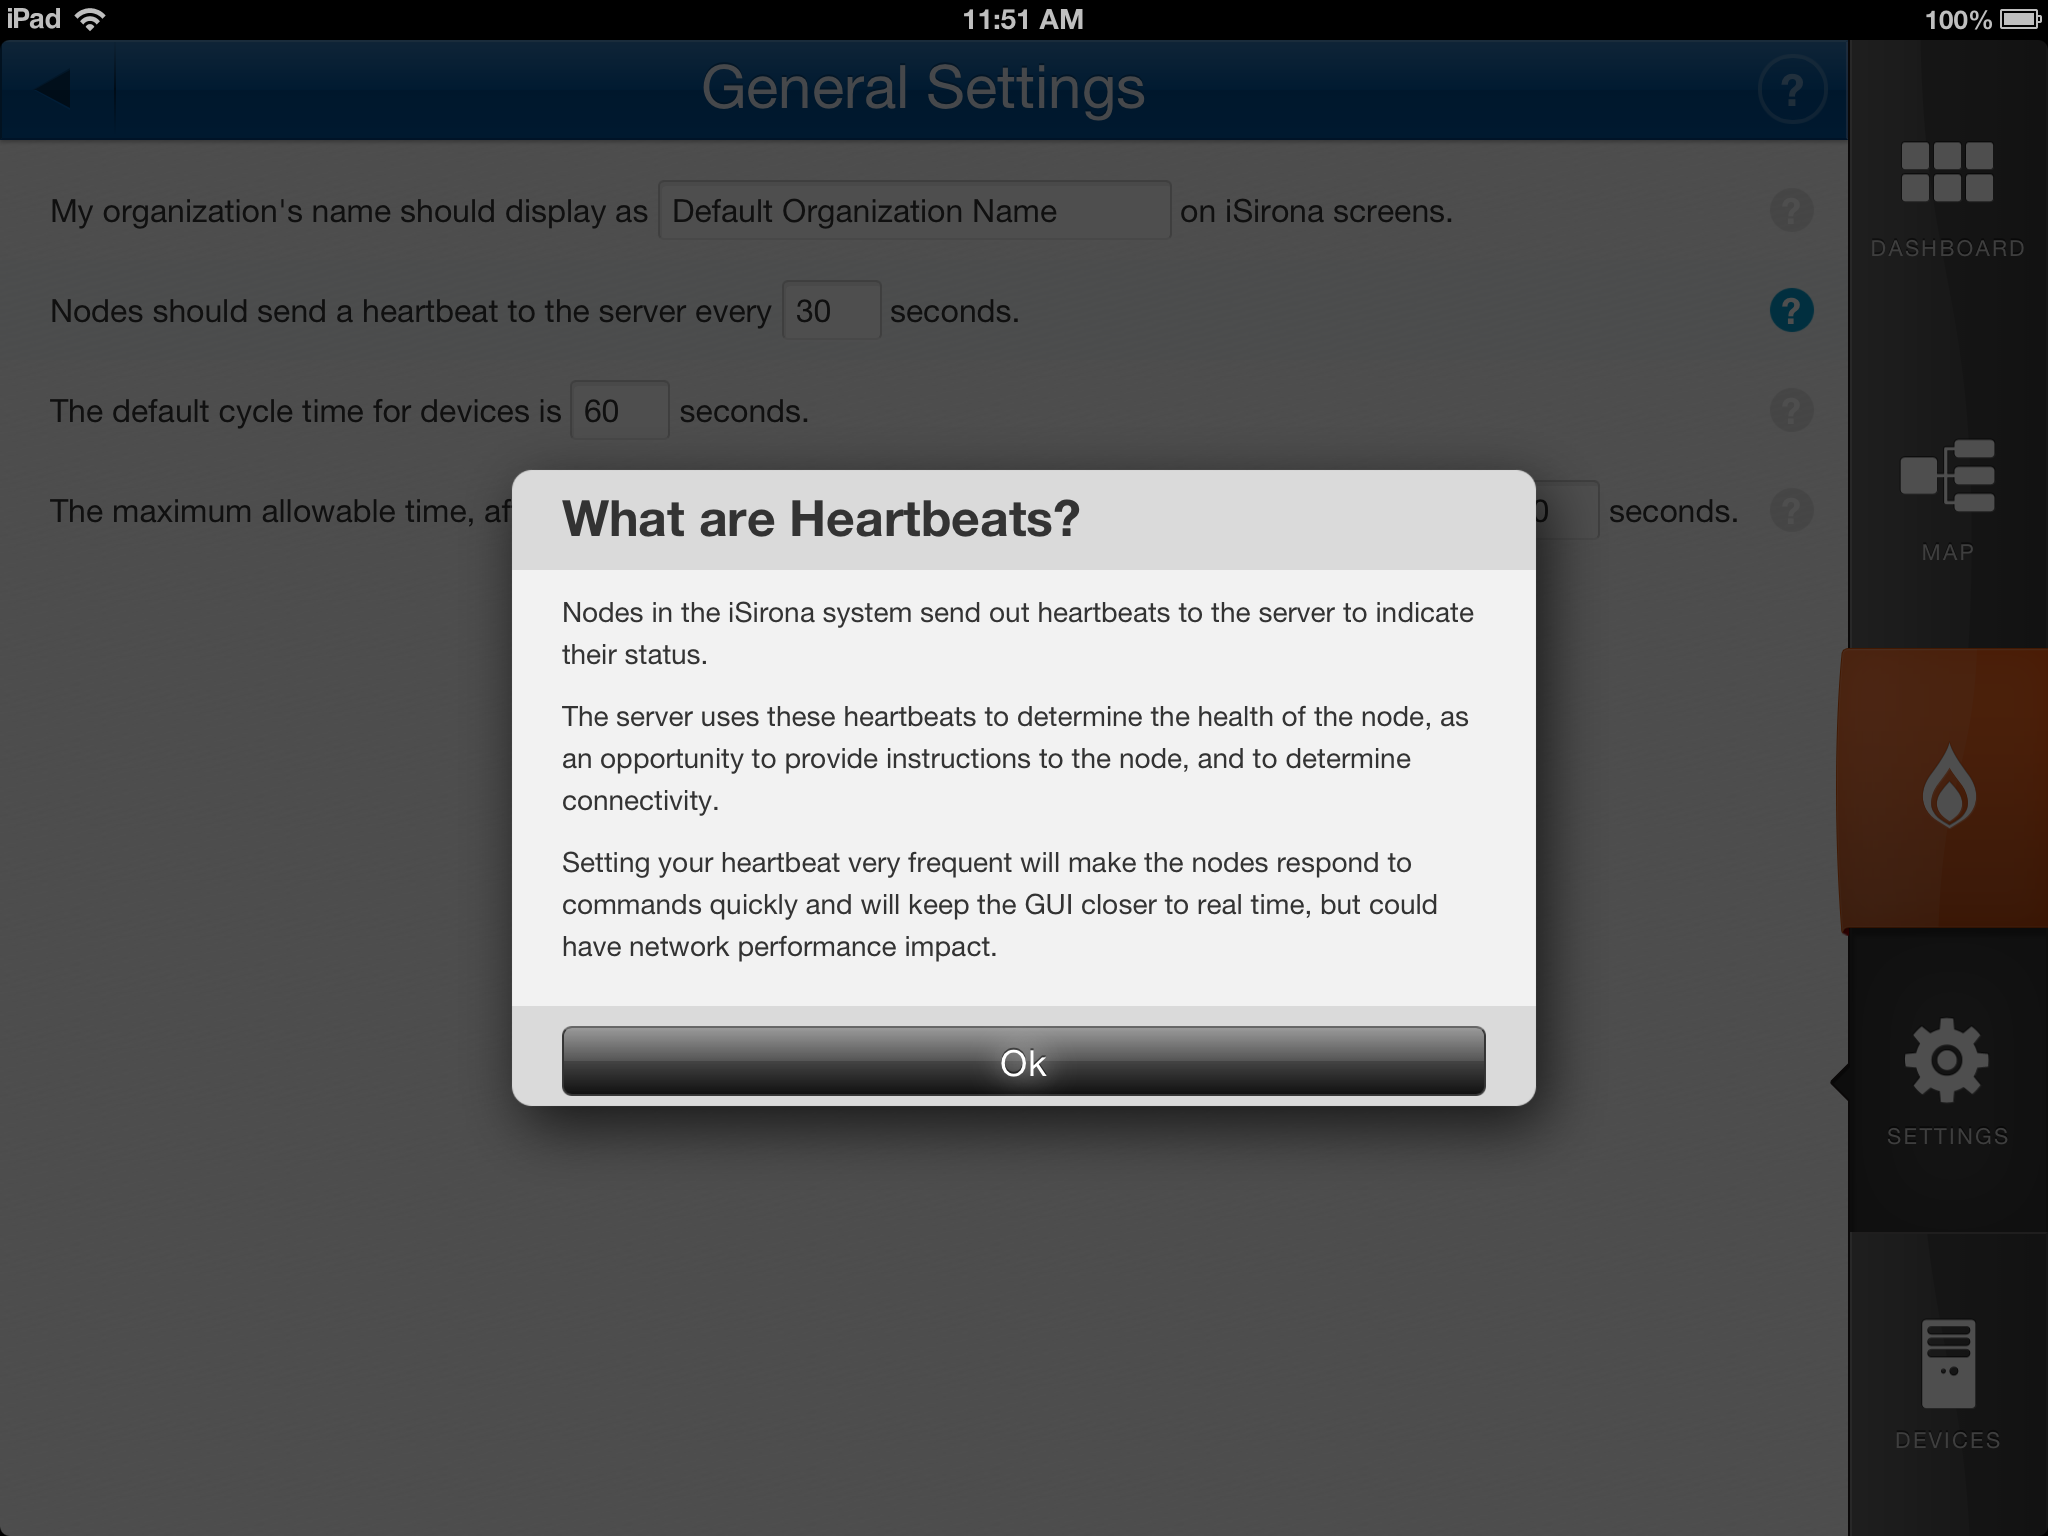 iPad 11:51 AM 100%
General Settings ?
My organization's name should display as Default Organization Name on iSirona screens. ?
Nodes should send a heartbeat to the server every 30 seconds. ?
The default cycle time for devices is 60 seconds. ?
The maximum allowable time, af 0 seconds. ?
What are Heartbeats?
Nodes in the iSirona system send out heartbeats to the server to indicate
their status.
The server uses these heartbeats to determine the health of the node, as
an opportunity to provide instructions to the node, and to determine
connectivity.
Setting your heartbeat very frequent will make the nodes respond to
commands quickly and will keep the GUI closer to real time, but could
have network performance impact.
Ok
DASHBOARD
MAP
SETTINGS
DEVICES